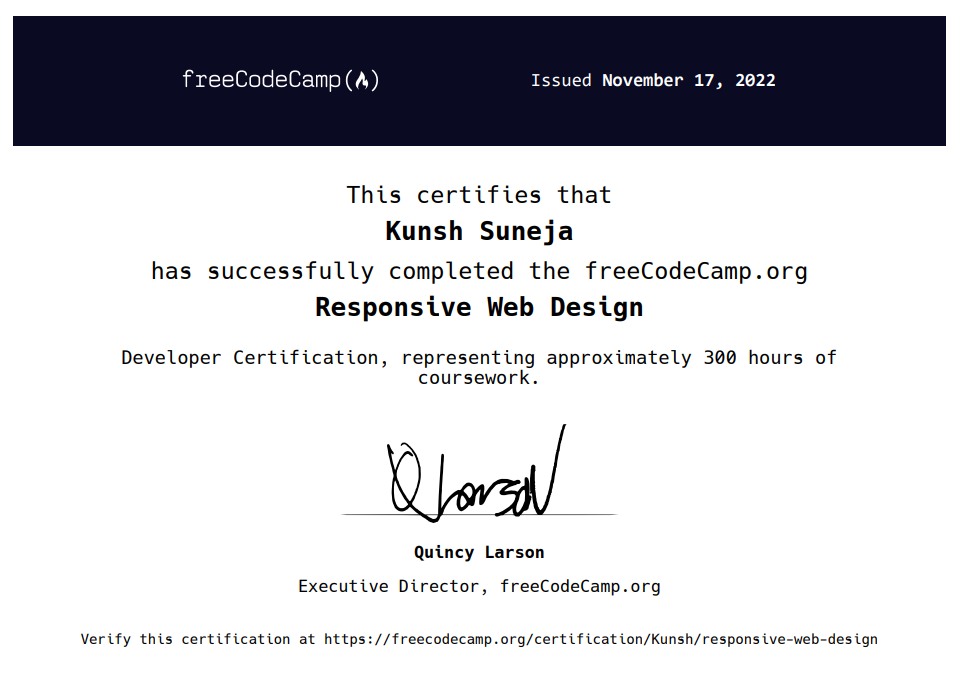 freeCodeCamp(🔥)
Issued November 17, 2022
This certifies that
Kunsh Suneja
has successfully completed the freeCodeCamp.org
Responsive Web Design
Developer Certification, representing approximately 300 hours of
coursework.
Q Larson
Quincy Larson
Executive Director, freeCodeCamp.org
Verify this certification at https://freecodecamp.org/certification/Kunsh/responsive-web-design